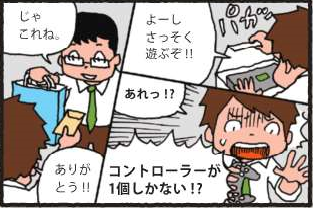 じゃ
これね。
ありが
とう!!
よーし
さっそく
遊ぶぞ!!
パカッ
あれっ!?
コントローラーが
1個しかない!?